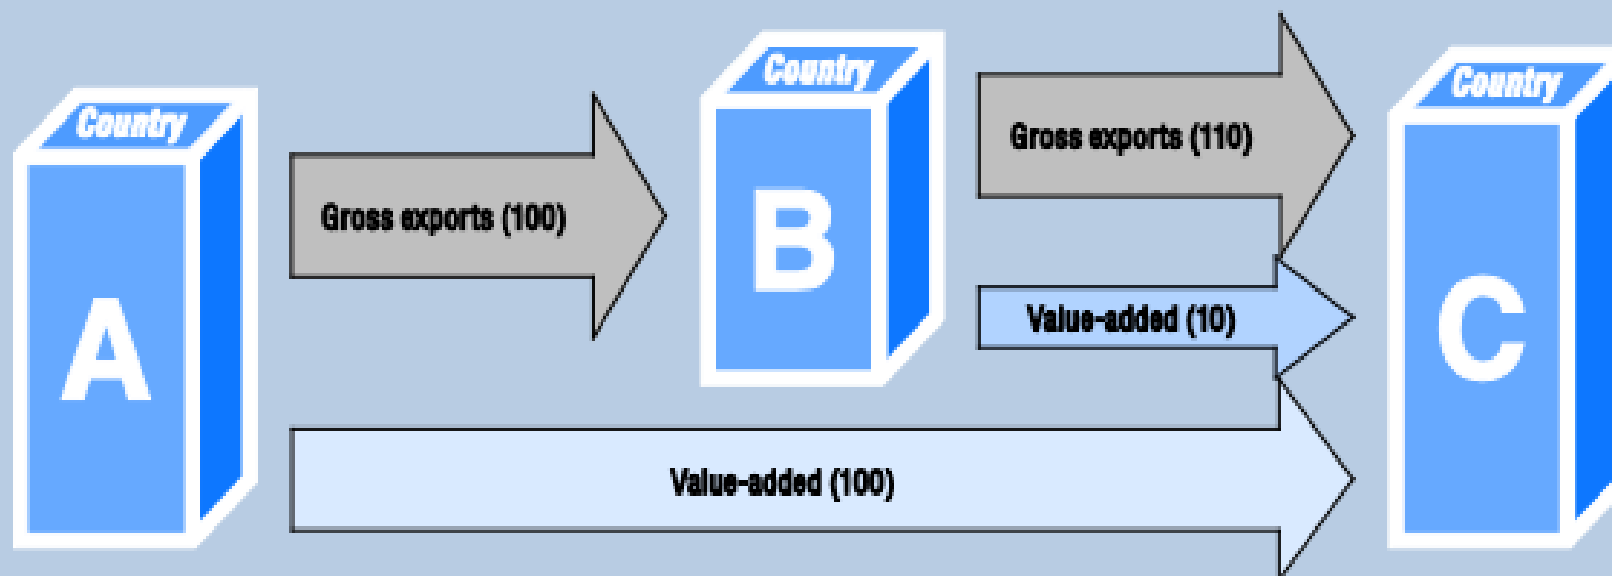 Country
A
Gross exports (100)
Country
B
Gross exports (110)
Value-added (10)
Country
C
Value-added (100)